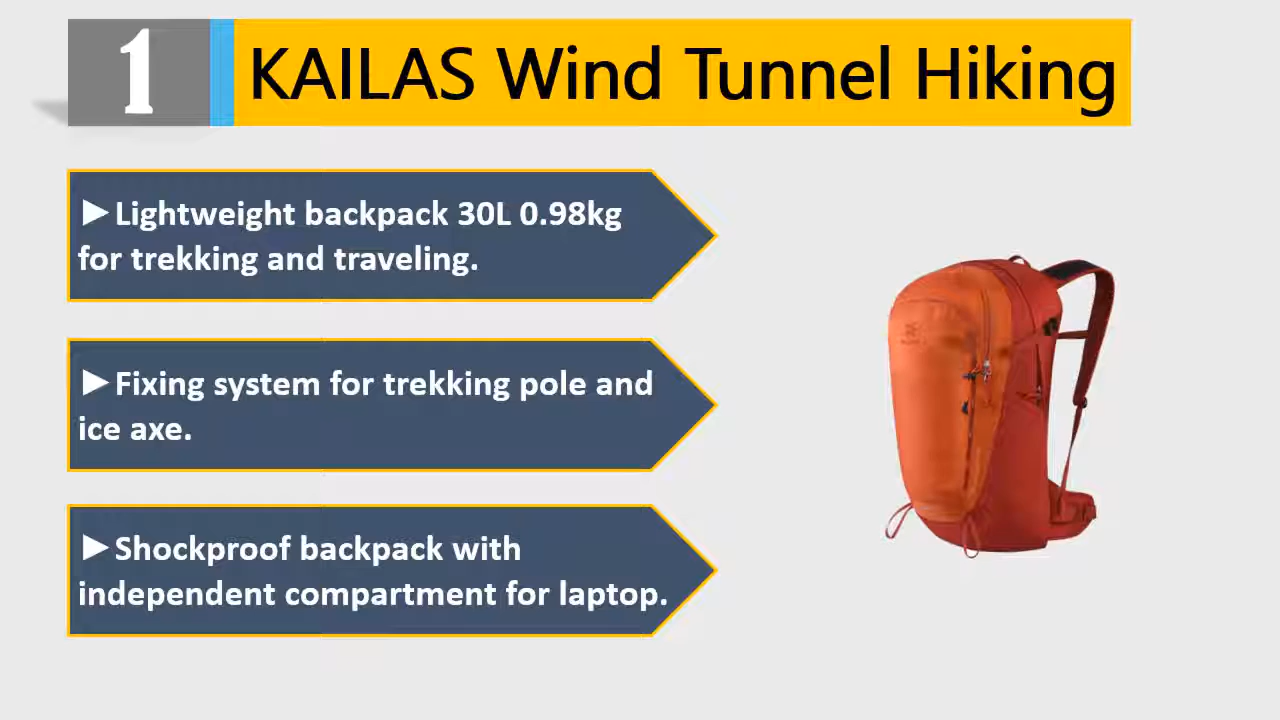 1
KAILAS Wind Tunnel Hiking
►Lightweight backpack 30L 0.98kg
for trekking and traveling.
►Fixing system for trekking pole and
ice axe.
►Shockproof backpack with
independent compartment for laptop.